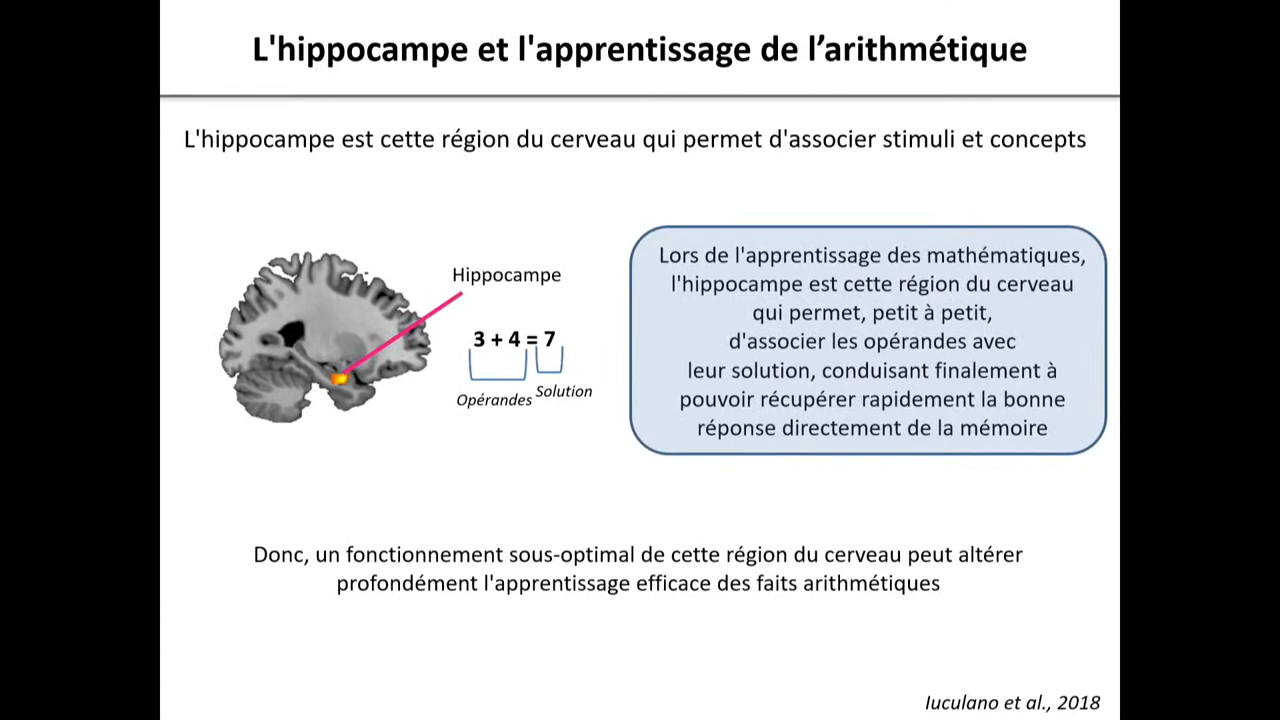 L'hippocampe et l'apprentissage de l’arithmétique
L'hippocampe est cette région du cerveau qui permet d'associer stimuli et concepts
Hippocampe
3 + 4 = 7
Opérandes
Solution
Lors de l'apprentissage des mathématiques,
l'hippocampe est cette région du cerveau
qui permet, petit à petit,
d'associer les opérandes avec
leur solution, conduisant finalement à
pouvoir récupérer rapidement la bonne
réponse directement de la mémoire
Donc, un fonctionnement sous-optimal de cette région du cerveau peut altérer
profondément l'apprentissage efficace des faits arithmétiques
Iuculano et al., 2018